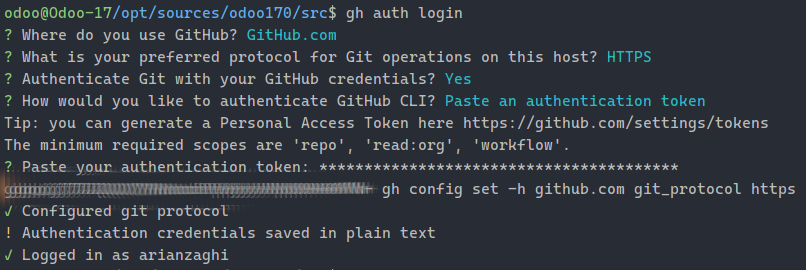 odoo@Odoo-17/opt/sources/odoo170/src$ gh auth login
? Where do you use GitHub? GitHub.com
? What is your preferred protocol for Git operations on this host? HTTPS
? Authenticate Git with your GitHub credentials? Yes
? How would you like to authenticate GitHub CLI? Paste an authentication token
Tip: you can generate a Personal Access Token here https://github.com/settings/tokens
The minimum required scopes are 'repo', 'read:org', 'workflow'.
? Paste your authentication token: ****************************************
gh config set -h github.com git_protocol https
✓ Configured git protocol
! Authentication credentials saved in plain text
✓ Logged in as arianzaghi